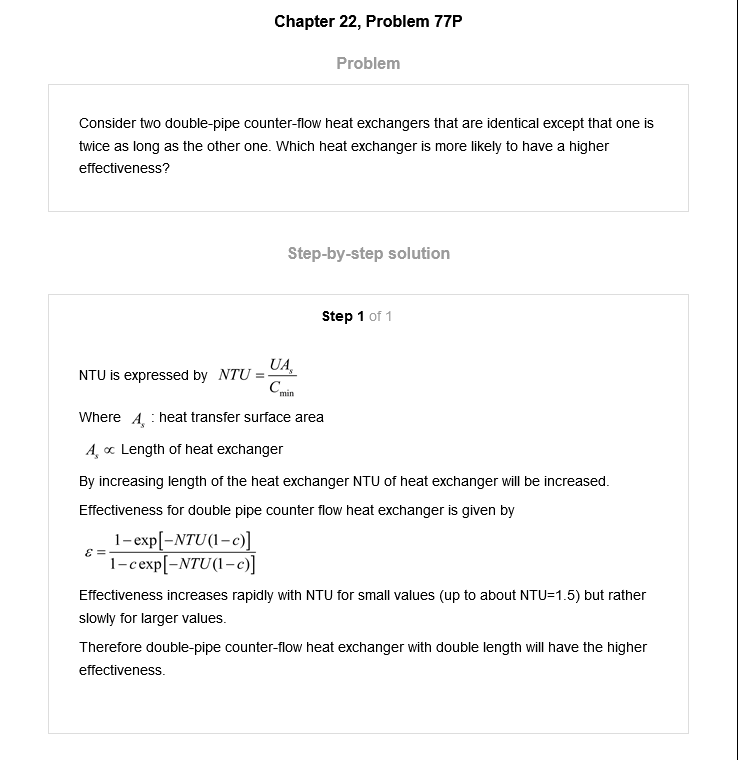 Chapter 22, Problem 77P
Problem
Consider two double-pipe counter-flow heat exchangers that are identical except that one is
twice as long as the other one. Which heat exchanger is more likely to have a higher
effectiveness?
Step-by-step solution
Step 1 of 1
NTU is expressed by NTU = UA_s / C_min
Where A_s : heat transfer surface area
A_s ∝ Length of heat exchanger
By increasing length of the heat exchanger NTU of heat exchanger will be increased.
Effectiveness for double pipe counter flow heat exchanger is given by
ε = 1−exp[−NTU(1−c)] / 1−c exp[−NTU(1−c)]
Effectiveness increases rapidly with NTU for small values (up to about NTU=1.5) but rather
slowly for larger values.
Therefore double-pipe counter-flow heat exchanger with double length will have the higher
effectiveness.